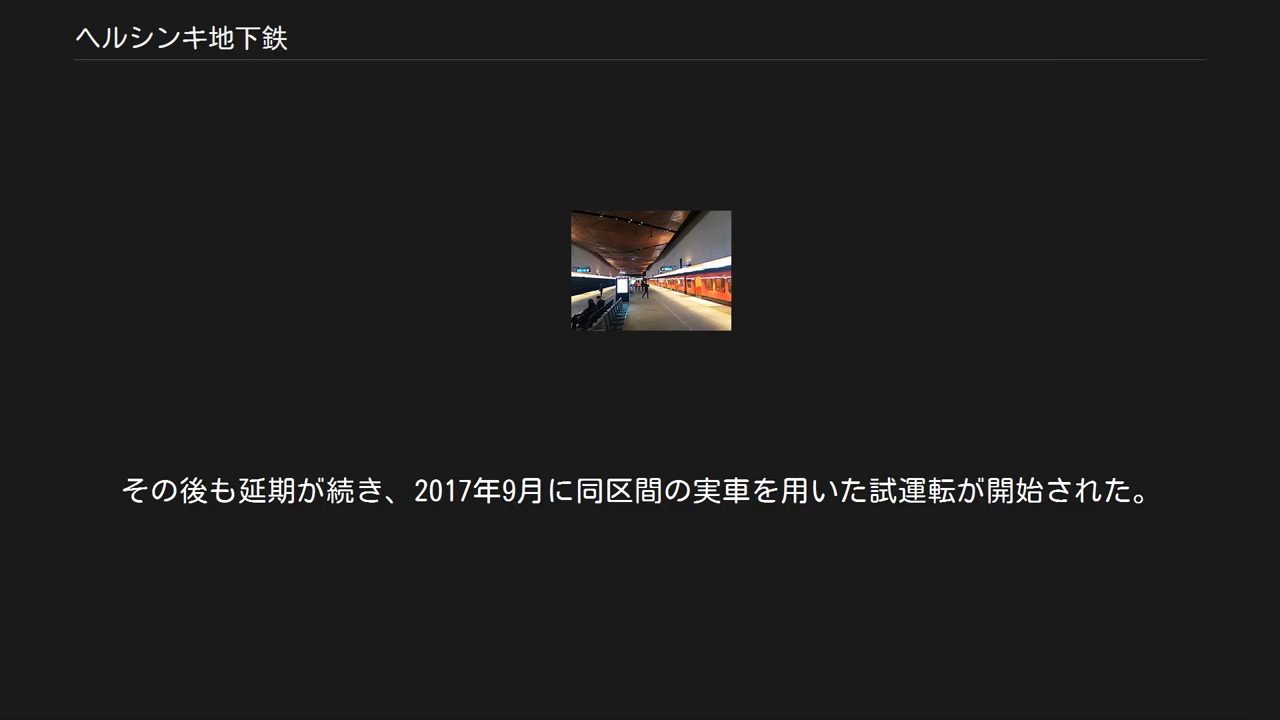 ヘルシンキ地下鉄
その後も延期が続き、2017年9月に同区間の実車を用いた試運転が開始された。